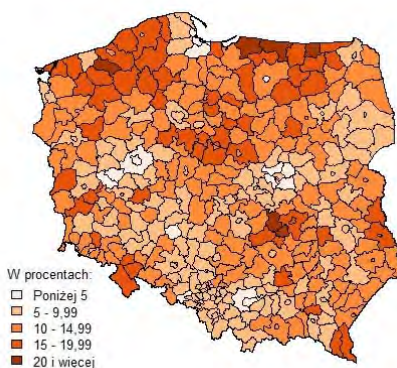 W procentach:
Poniżej 5
5 - 9,99
10 - 14,99
15 - 19,99
20 i więcej